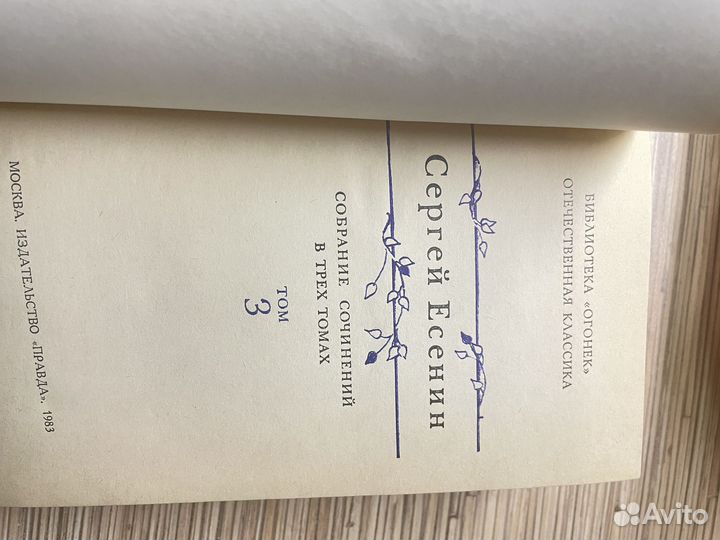 БИБЛИОТЕКА «ОГОНЕК»
ОТЕЧЕСТВЕННАЯ КЛАССИКА
Сергей Есенин
СОБРАНИЕ СОЧИНЕНИЙ
В ТРЕХ ТОМАХ
ТОМ
3
МОСКВА. ИЗДАТЕЛЬСТВО «ПРАВДА». 1983
Avito